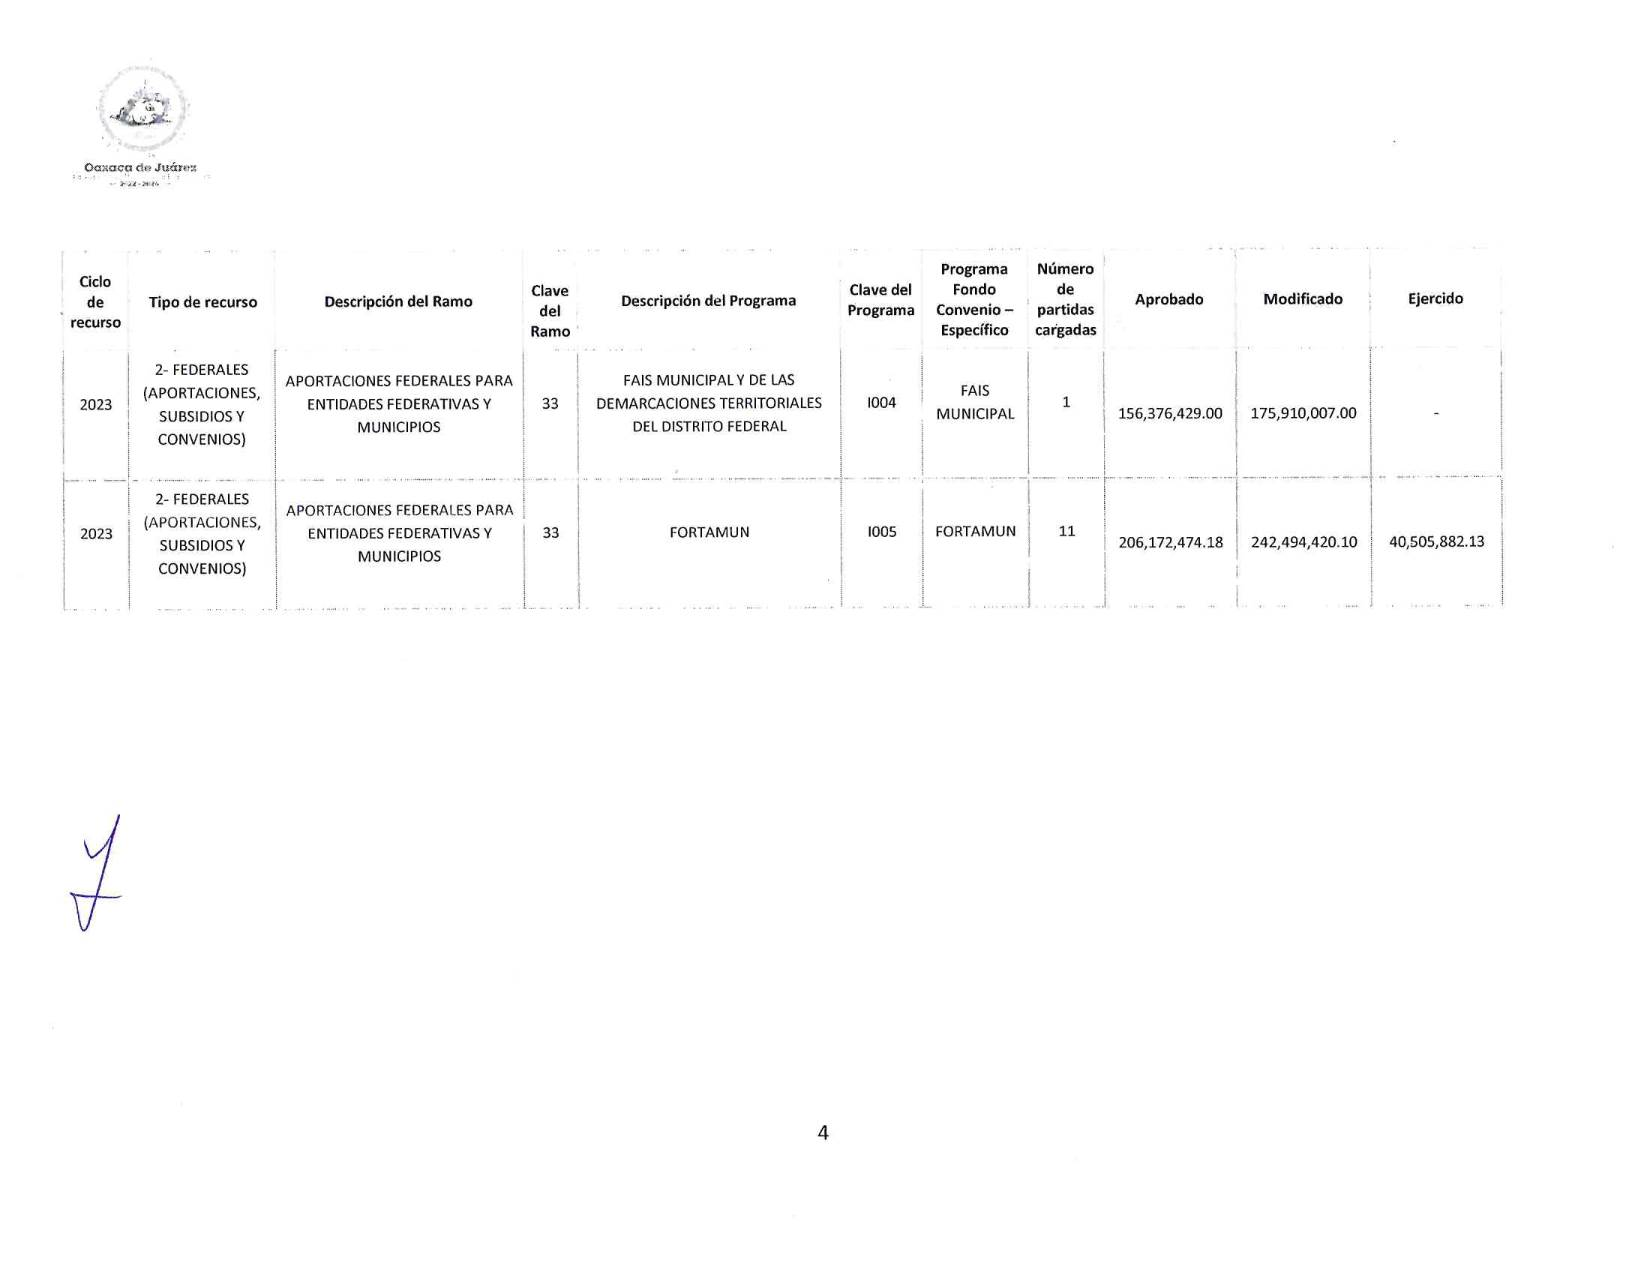 Oaxaca de Juárez
Ciclo de recurso
Tipo de recurso
Descripción del Ramo
Clave del Ramo
Descripción del Programa
Clave del Programa
Programa Fondo Convenio – Específico
Número de partidas cargadas
Aprobado
Modificado
Ejercido
2023
2- FEDERALES
(APORTACIONES,
SUBSIDIOS Y
CONVENIOS)
APORTACIONES FEDERALES PARA
ENTIDADES FEDERATIVAS Y
MUNICIPIOS
33
FAIS MUNICIPAL Y DE LAS
DEMARCACIONES TERRITORIALES
DEL DISTRITO FEDERAL
I004
FAIS
MUNICIPAL
1
156,376,429.00
175,910,007.00
-
2023
2- FEDERALES
(APORTACIONES,
SUBSIDIOS Y
CONVENIOS)
APORTACIONES FEDERALES PARA
ENTIDADES FEDERATIVAS Y
MUNICIPIOS
33
FORTAMUN
I005
FORTAMUN
11
206,172,474.18
242,494,420.10
40,505,882.13
4